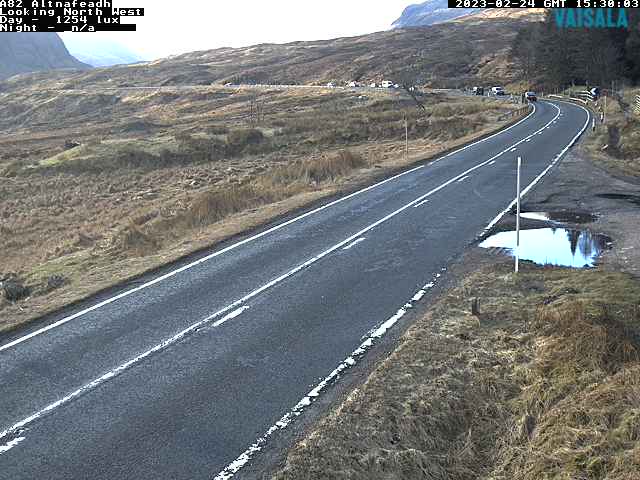 A82 Altnafeadh
Looking North West
Day - 1254 lux
Night - n/a
2023-02-24 GMT 15:30:03
VAISALA